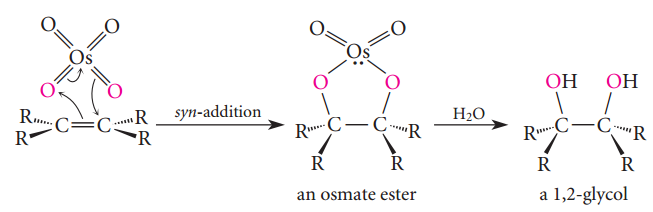 O O O O
Os Os
O O O O OH OH
R R syn-addition H₂O
R C=C R R C—C R R C—C R
R R R R
an osmate ester a 1,2-glycol